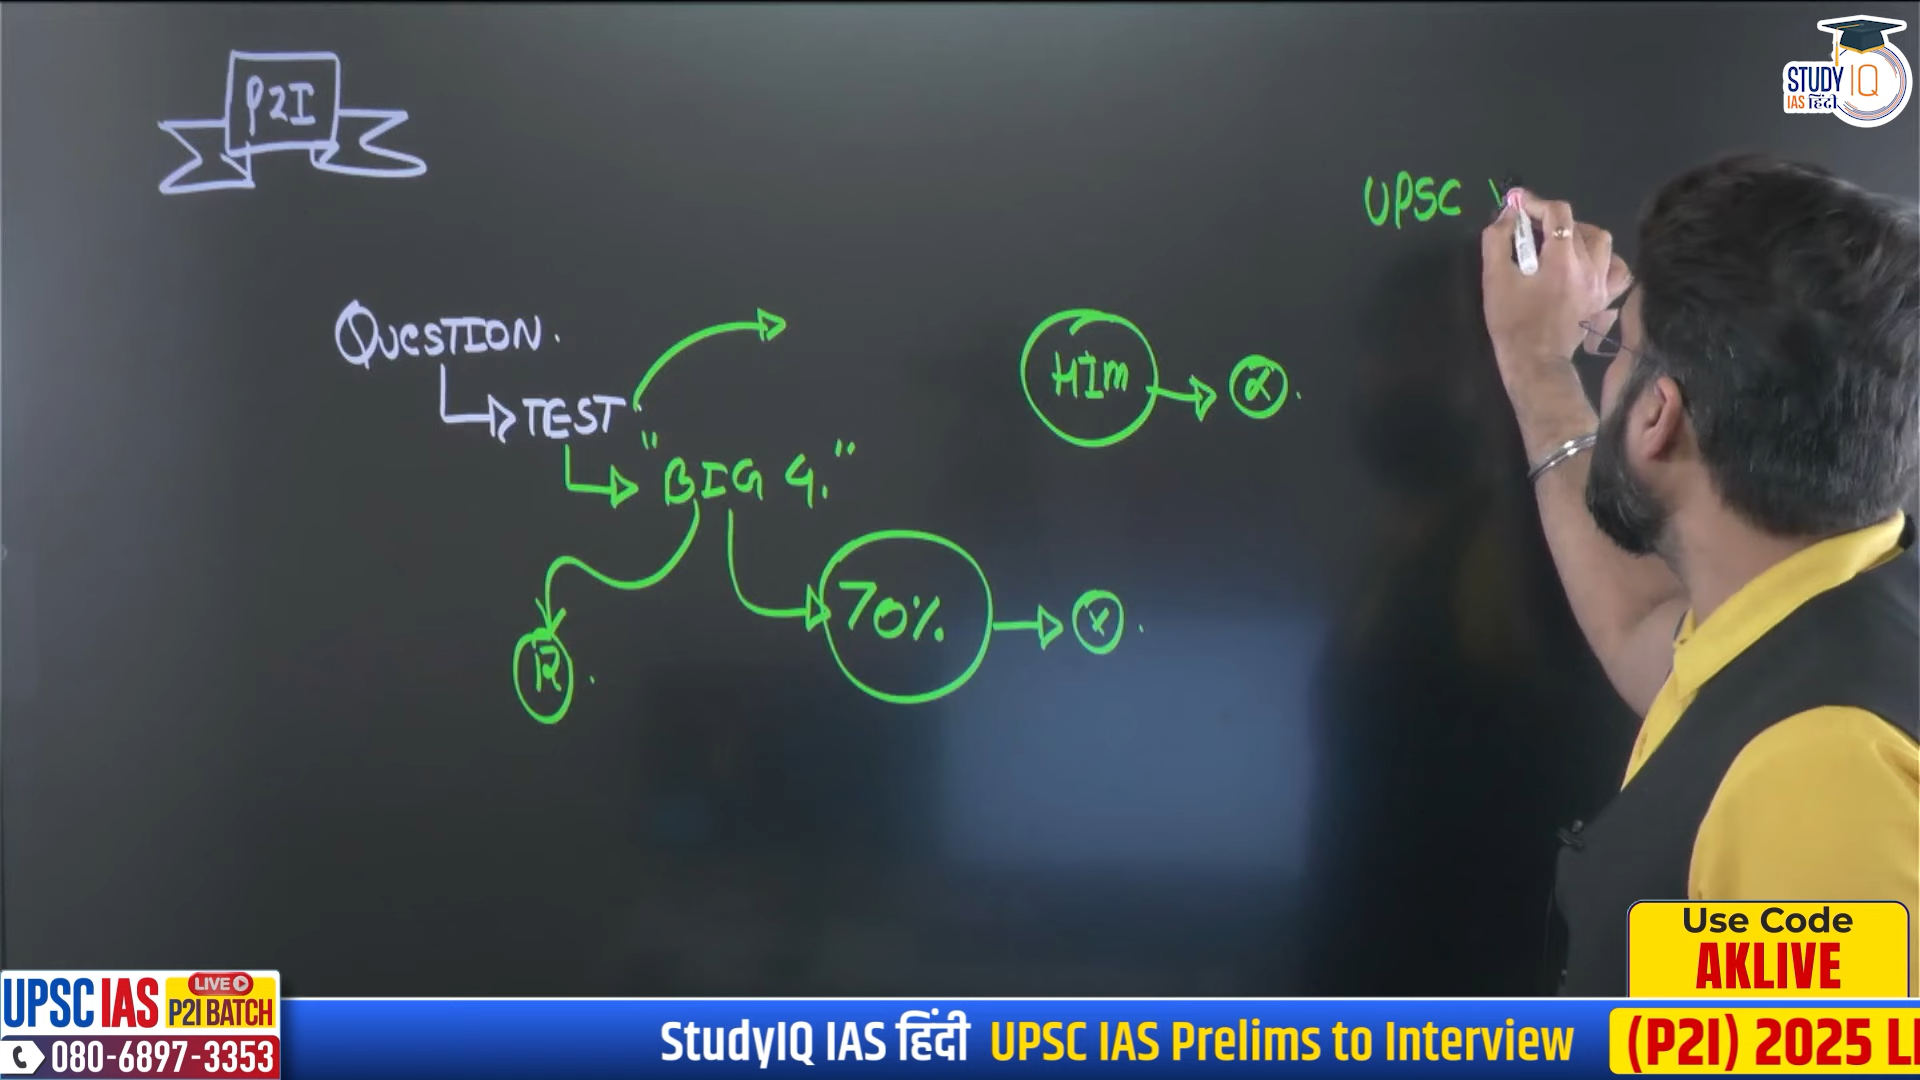 P2I
STUDY IQ
IAS हिंदी
UPSC
QUESTION.
TEST
HIM
"BIG 4."
70%
Use Code
AKLIVE
UPSC IAS LIVE
P2I BATCH
080-6897-3353
StudyIQ IAS हिंदी UPSC IAS Prelims to Interview (P2I) 2025 LI